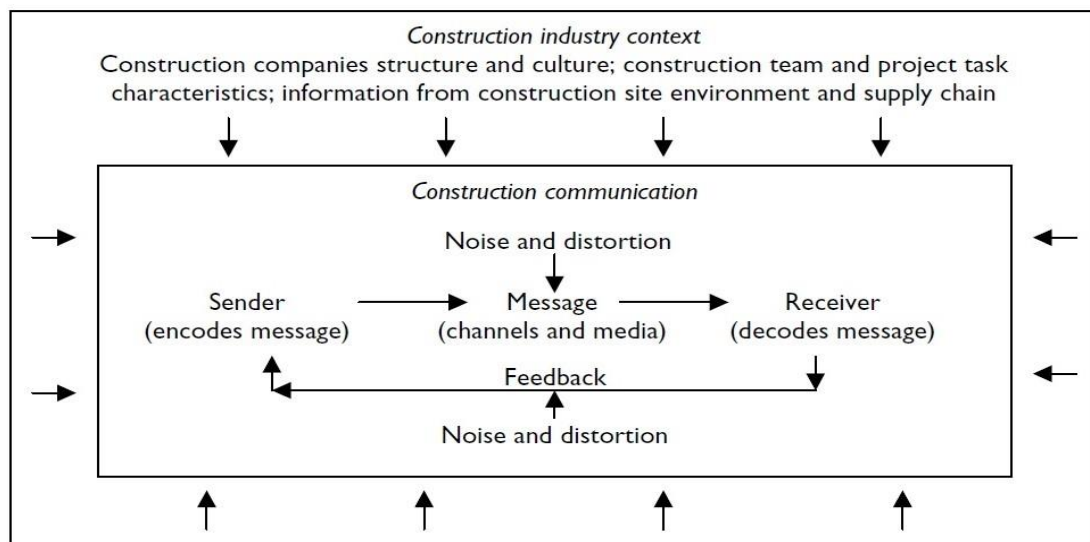 Construction industry context
Construction companies structure and culture; construction team and project task
characteristics; information from construction site environment and supply chain
Construction communication
Noise and distortion
Sender
(encodes message)
Message
(channels and media)
Receiver
(decodes message)
Feedback
Noise and distortion